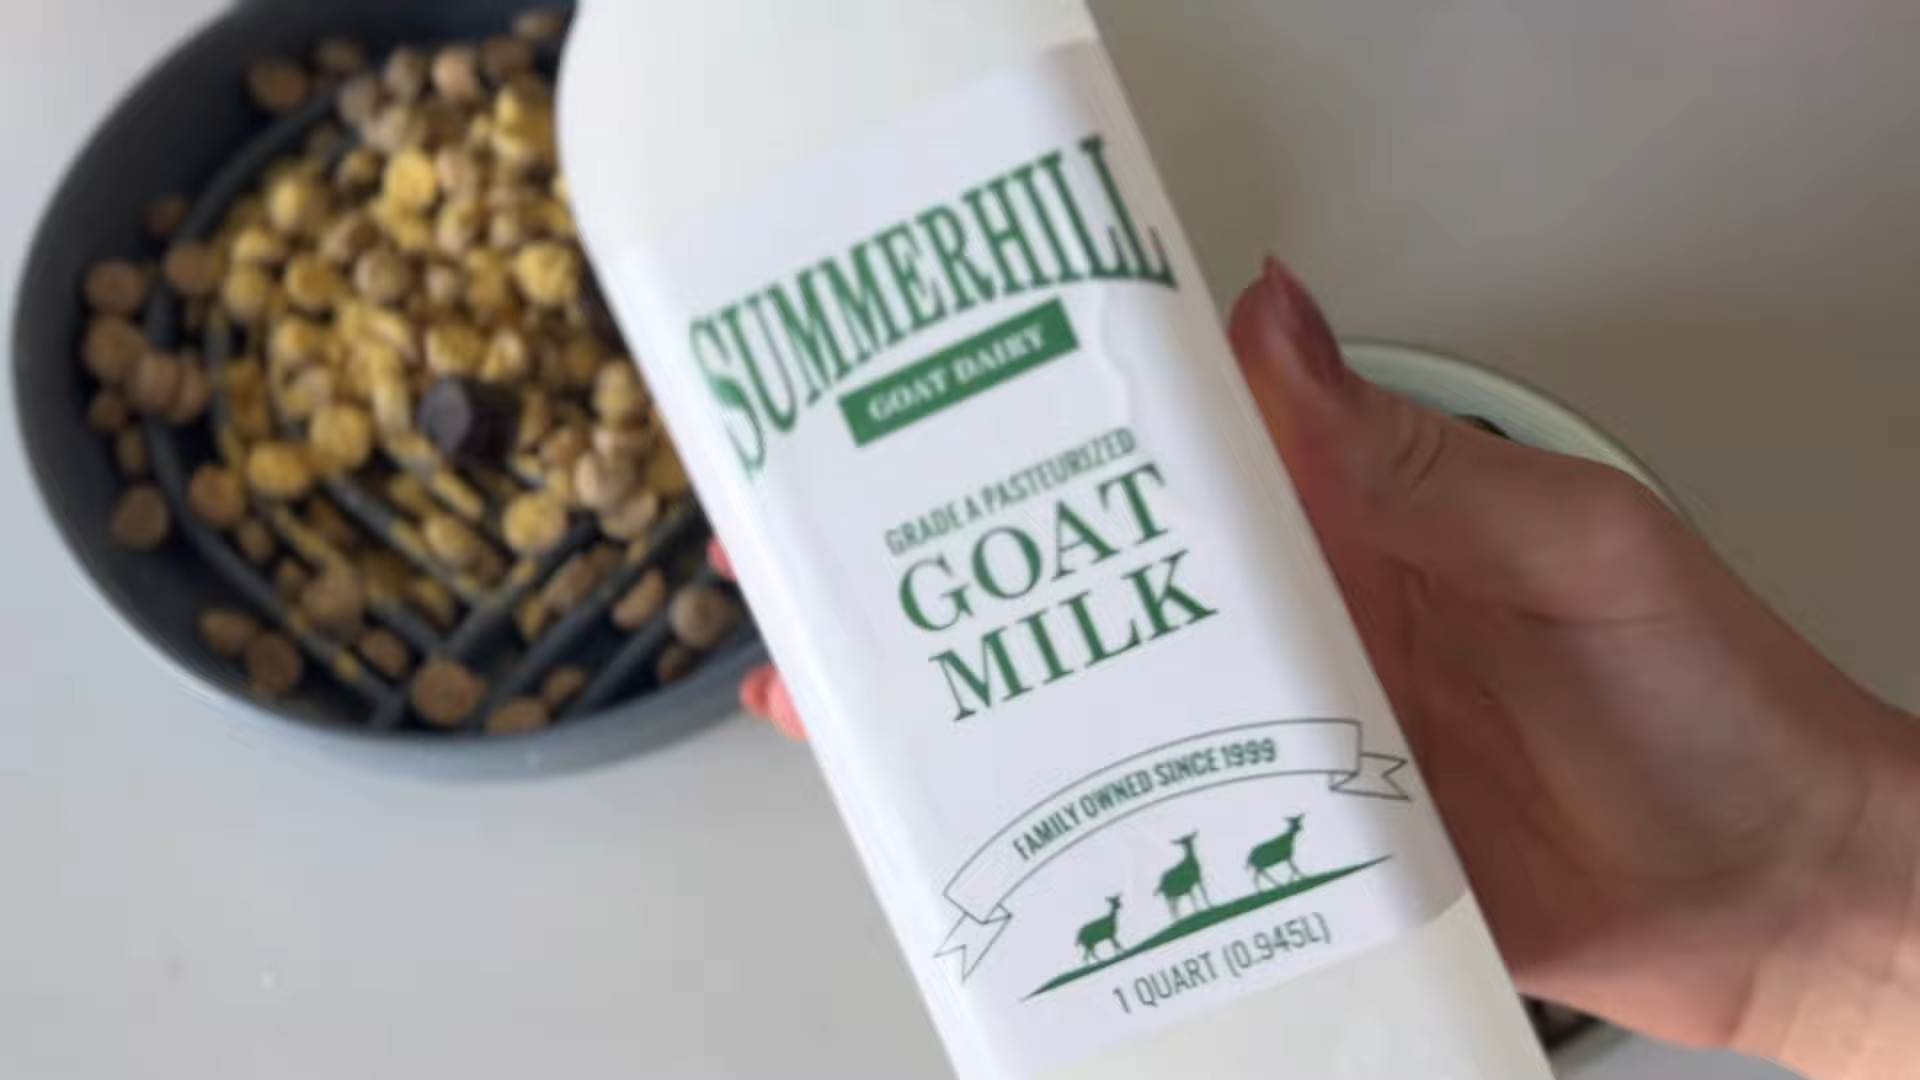 SUMMERHILL
GOAT DAIRY
GRADE A PASTEURIZED
GOAT
MILK
FAMILY OWNED SINCE 1999
1 QUART (0.945L)